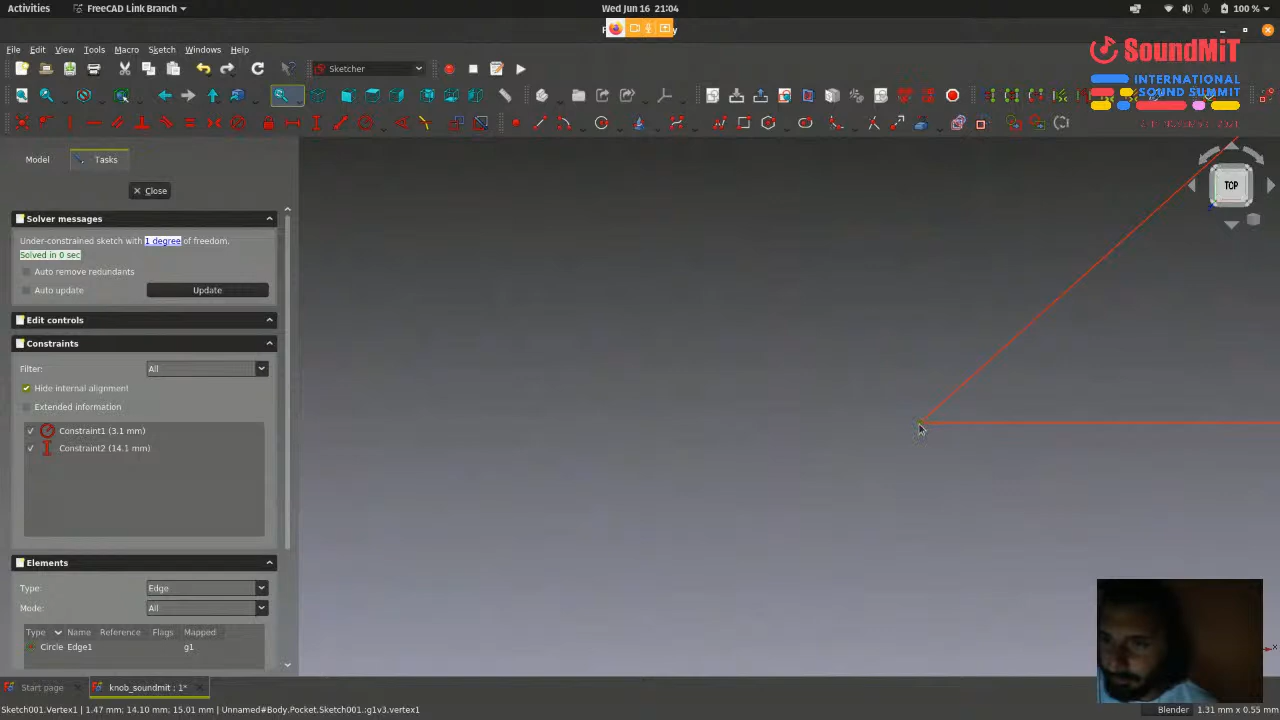 Activities
FreeCAD Link Branch
Wed Jun 16 21:04
100 %
File Edit View Tools Macro Sketch Windows Help
SoundMiT
INTERNATIONAL
SOUND SUMMIT
Sketcher
Model
Tasks
TOP
Close
Solver messages
Under-constrained sketch with 1 degree of freedom.
Solved in 0 sec
Auto remove redundants
Auto update
Update
Edit controls
Constraints
Filter:
All
Hide internal alignment
Extended information
Constraint1 (3.1 mm)
Constraint2 (14.1 mm)
Elements
Type:
Edge
Mode:
All
Type Name Reference Flags Mapped
Circle Edge1 g1
x
Start page
knob_soundmit : 1*
Sketch001.Vertex1 | 1.47 mm; 14.10 mm; 15.01 mm | Unnamed#Body.Pocket.Sketch001.;g1v3.vertex1
Blender
1.31 mm x 0.55 mm